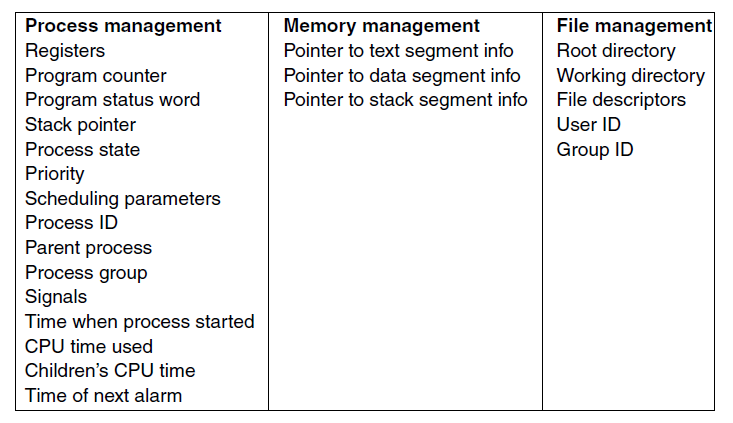 Process management
Registers
Program counter
Program status word
Stack pointer
Process state
Priority
Scheduling parameters
Process ID
Parent process
Process group
Signals
Time when process started
CPU time used
Children's CPU time
Time of next alarm
Memory management
Pointer to text segment info
Pointer to data segment info
Pointer to stack segment info
File management
Root directory
Working directory
File descriptors
User ID
Group ID